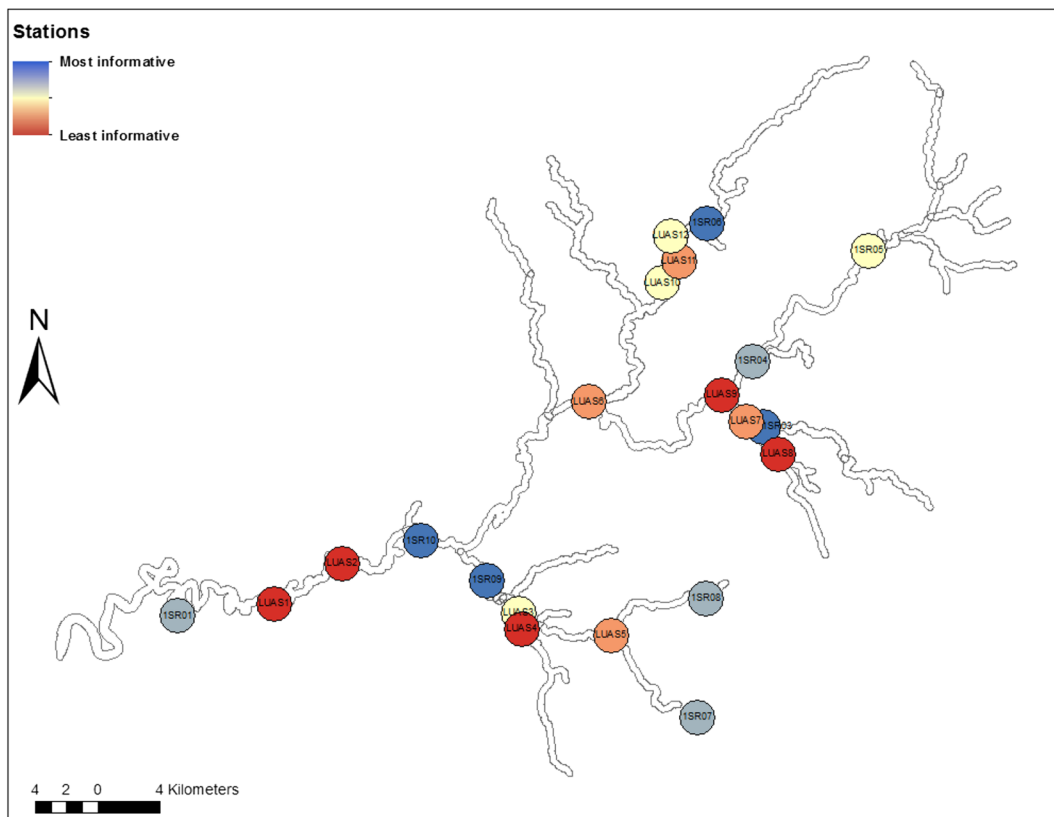 Stations
Most informative
Least informative
1SR06
LUAS12
1SR05
LUAS11
LUAS10
N
1SR04
LUAS9
LUAS6
LUAS7
1SR03
LUAS8
1SR10
LUAS2
1SR09
1SR08
LUAS1
LUAS3
1SR01
LUAS4
LUAS5
1SR07
4 2 0 4 Kilometers